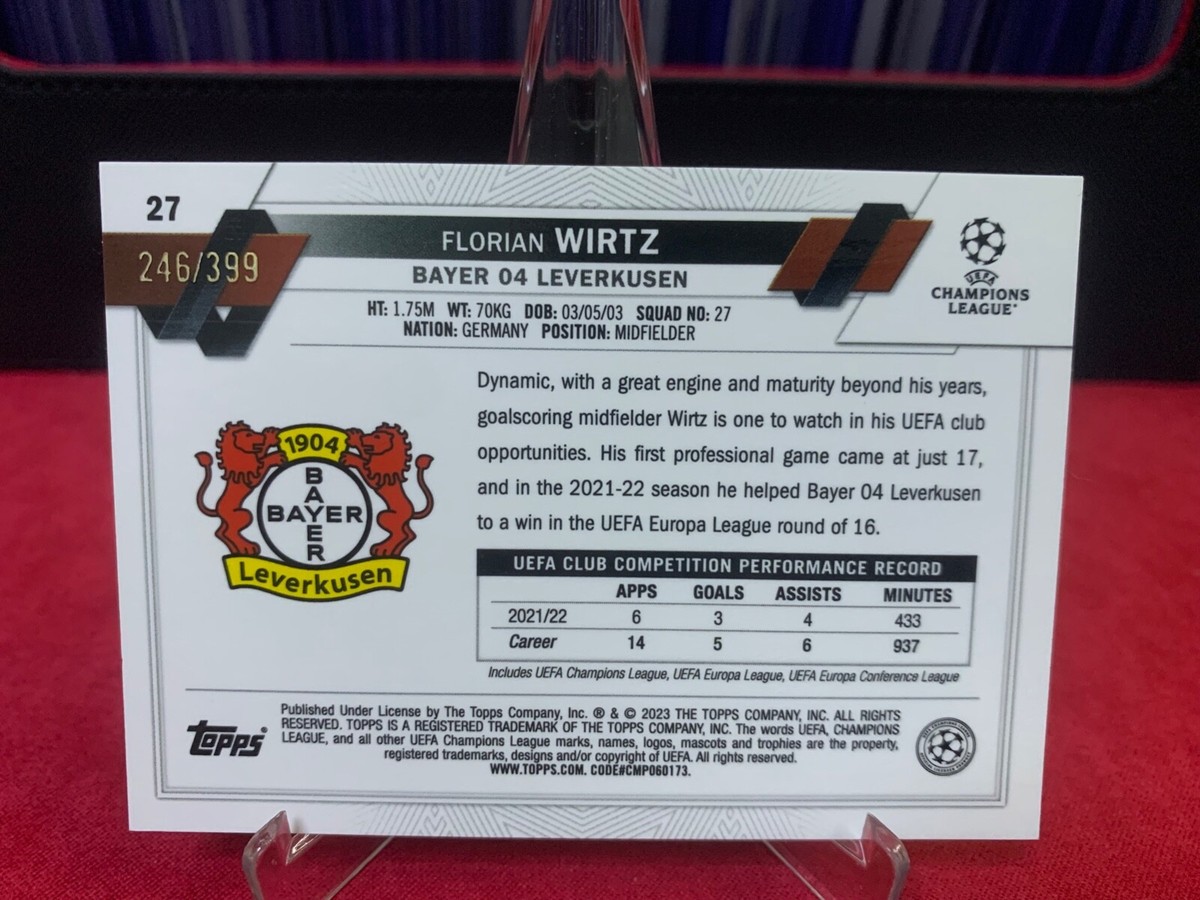 27
246/399
FLORIAN WIRTZ
BAYER 04 LEVERKUSEN
HT: 1.75M WT: 70KG DOB: 03/05/03 SQUAD NO: 27
NATION: GERMANY POSITION: MIDFIELDER
UEFA
CHAMPIONS
LEAGUE
Dynamic, with a great engine and maturity beyond his years,
goalscoring midfielder Wirtz is one to watch in his UEFA club
opportunities. His first professional game came at just 17,
and in the 2021-22 season he helped Bayer 04 Leverkusen
to a win in the UEFA Europa League round of 16.
1904
BAYER
BAYER
Leverkusen
UEFA CLUB COMPETITION PERFORMANCE RECORD
APPS GOALS ASSISTS MINUTES
2021/22 6 3 4 433
Career 14 5 6 937
Includes UEFA Champions League, UEFA Europa League, UEFA Europa Conference League
Topps
Published Under License by The Topps Company, Inc. ® & © 2023 THE TOPPS COMPANY, INC. ALL RIGHTS
RESERVED. TOPPS IS A REGISTERED TRADEMARK OF THE TOPPS COMPANY, INC. The words UEFA, CHAMPIONS
LEAGUE, and all other UEFA Champions League marks, names, logos, mascots and trophies are the property,
registered trademarks, designs and/or copyright of UEFA. All rights reserved.
WWW.TOPPS.COM. CODE#CMP060173.